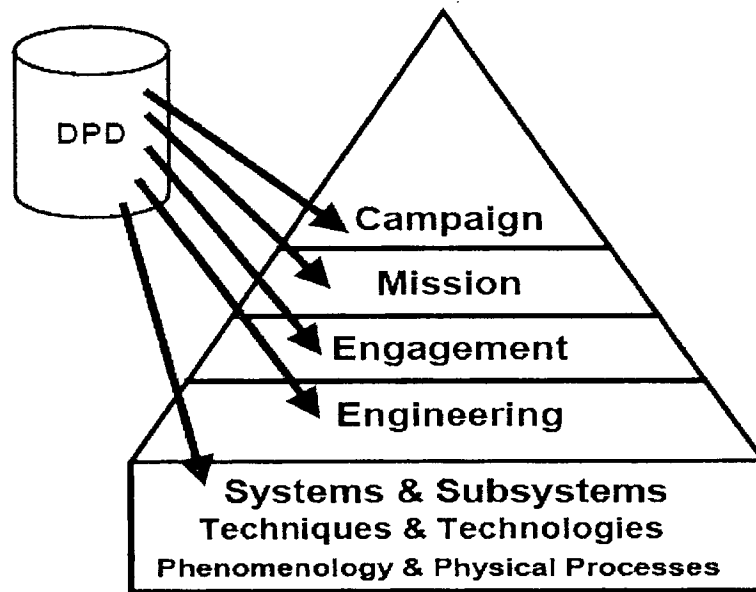 DPD
Campaign
Mission
Engagement
Engineering
Systems & Subsystems
Techniques & Technologies
Phenomenology & Physical Processes